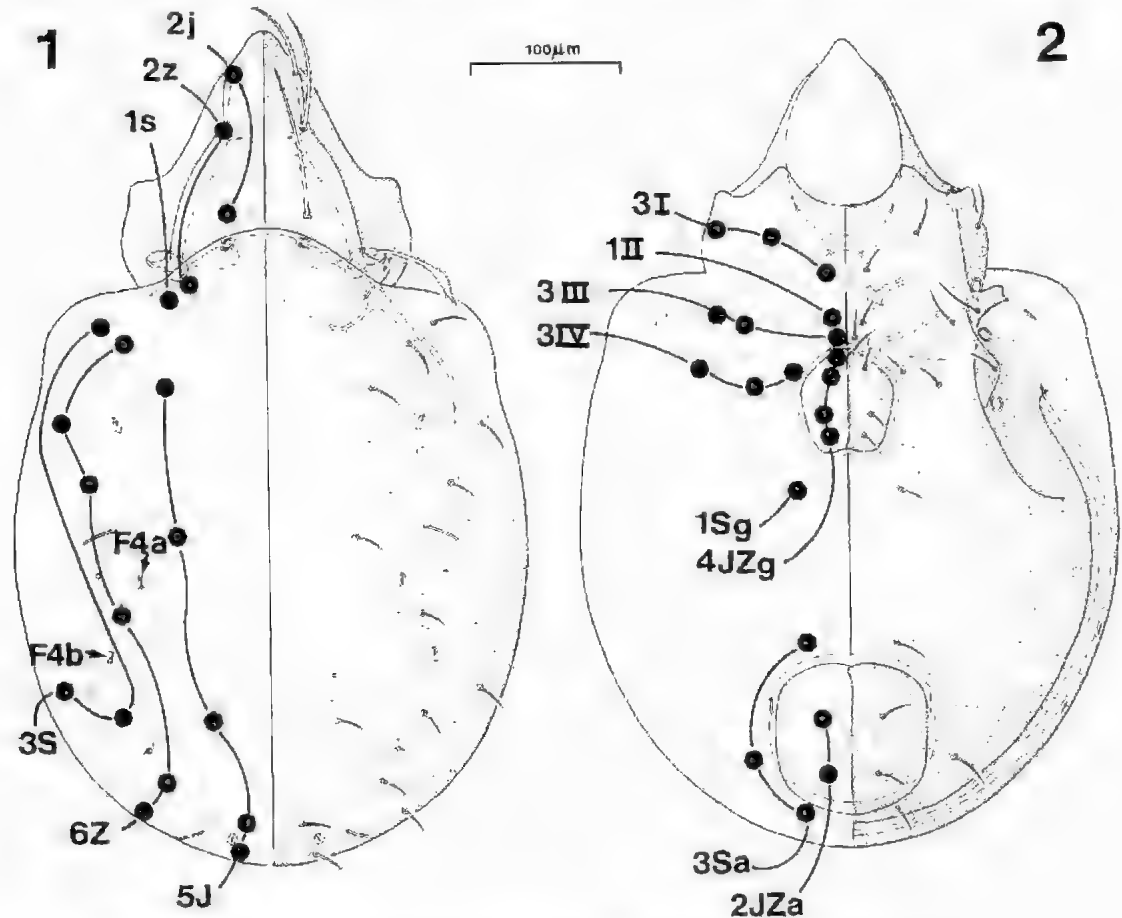 1
2j
2z
1s
F4a
F4b
3S
6Z
5J
100µm
2
3I
1II
3III
3IV
1Sg
4JZg
3Sa
2JZa